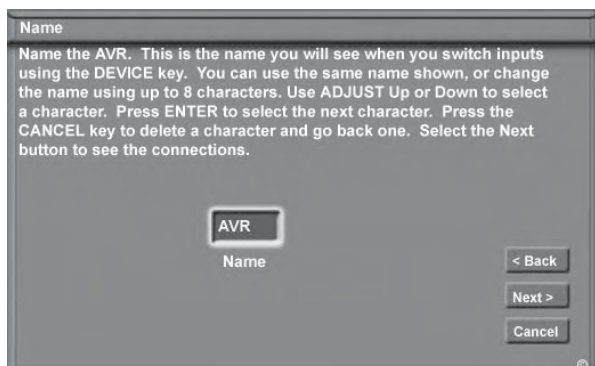 Name
Name the AVR.  This is the name you will see when you switch inputs
using the DEVICE key.  You can use the same name shown, or change
the name using up to 8 characters. Use ADJUST Up or Down to select
a character.  Press ENTER to select the next character.  Press the
CANCEL key to delete a character and go back one.  Select the Next
button to see the connections.
AVR
Name
< Back
Next >
Cancel
©